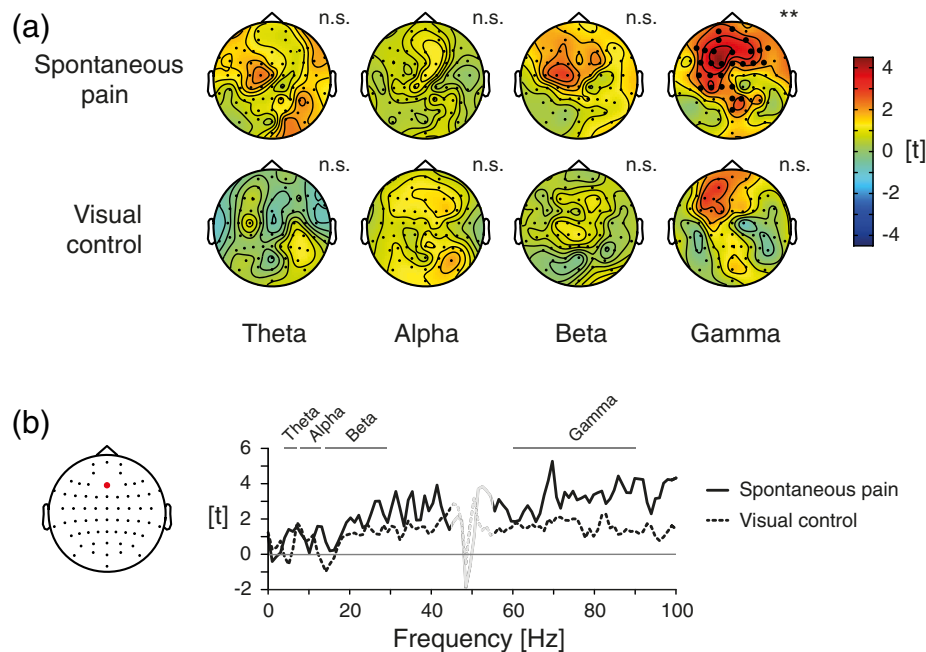 (a)
Spontaneous
pain
n.s.
n.s.
n.s.
**
4
2
0
-2
-4
[t]
Visual
control
n.s.
n.s.
n.s.
n.s.
Theta
Alpha
Beta
Gamma
(b)
Theta
Alpha
Beta
Gamma
6
4
2
0
-2
[t]
0
20
40
60
80
100
Frequency [Hz]
Spontaneous pain
Visual control